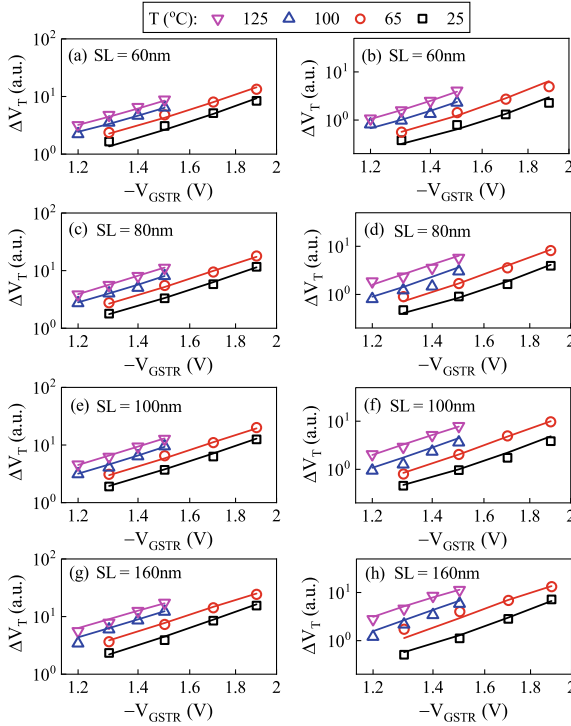 T (°C): 125 100 65 25
(a) SL = 60nm
10²
10¹
10⁰
ΔV_T (a.u.)
1.2 1.4 1.6 1.8 2
−V_GSTR (V)
(b) SL = 60nm
10¹
10⁰
ΔV_T (a.u.)
1.2 1.4 1.6 1.8 2
−V_GSTR (V)
(c) SL = 80nm
10²
10¹
10⁰
ΔV_T (a.u.)
1.2 1.4 1.6 1.8 2
−V_GSTR (V)
(d) SL = 80nm
10¹
10⁰
ΔV_T (a.u.)
1.2 1.4 1.6 1.8 2
−V_GSTR (V)
(e) SL = 100nm
10²
10¹
10⁰
ΔV_T (a.u.)
1.2 1.4 1.6 1.8 2
−V_GSTR (V)
(f) SL = 100nm
10¹
10⁰
ΔV_T (a.u.)
1.2 1.4 1.6 1.8 2
−V_GSTR (V)
(g) SL = 160nm
10²
10¹
10⁰
ΔV_T (a.u.)
1.2 1.4 1.6 1.8 2
−V_GSTR (V)
(h) SL = 160nm
10¹
10⁰
ΔV_T (a.u.)
1.2 1.4 1.6 1.8 2
−V_GSTR (V)